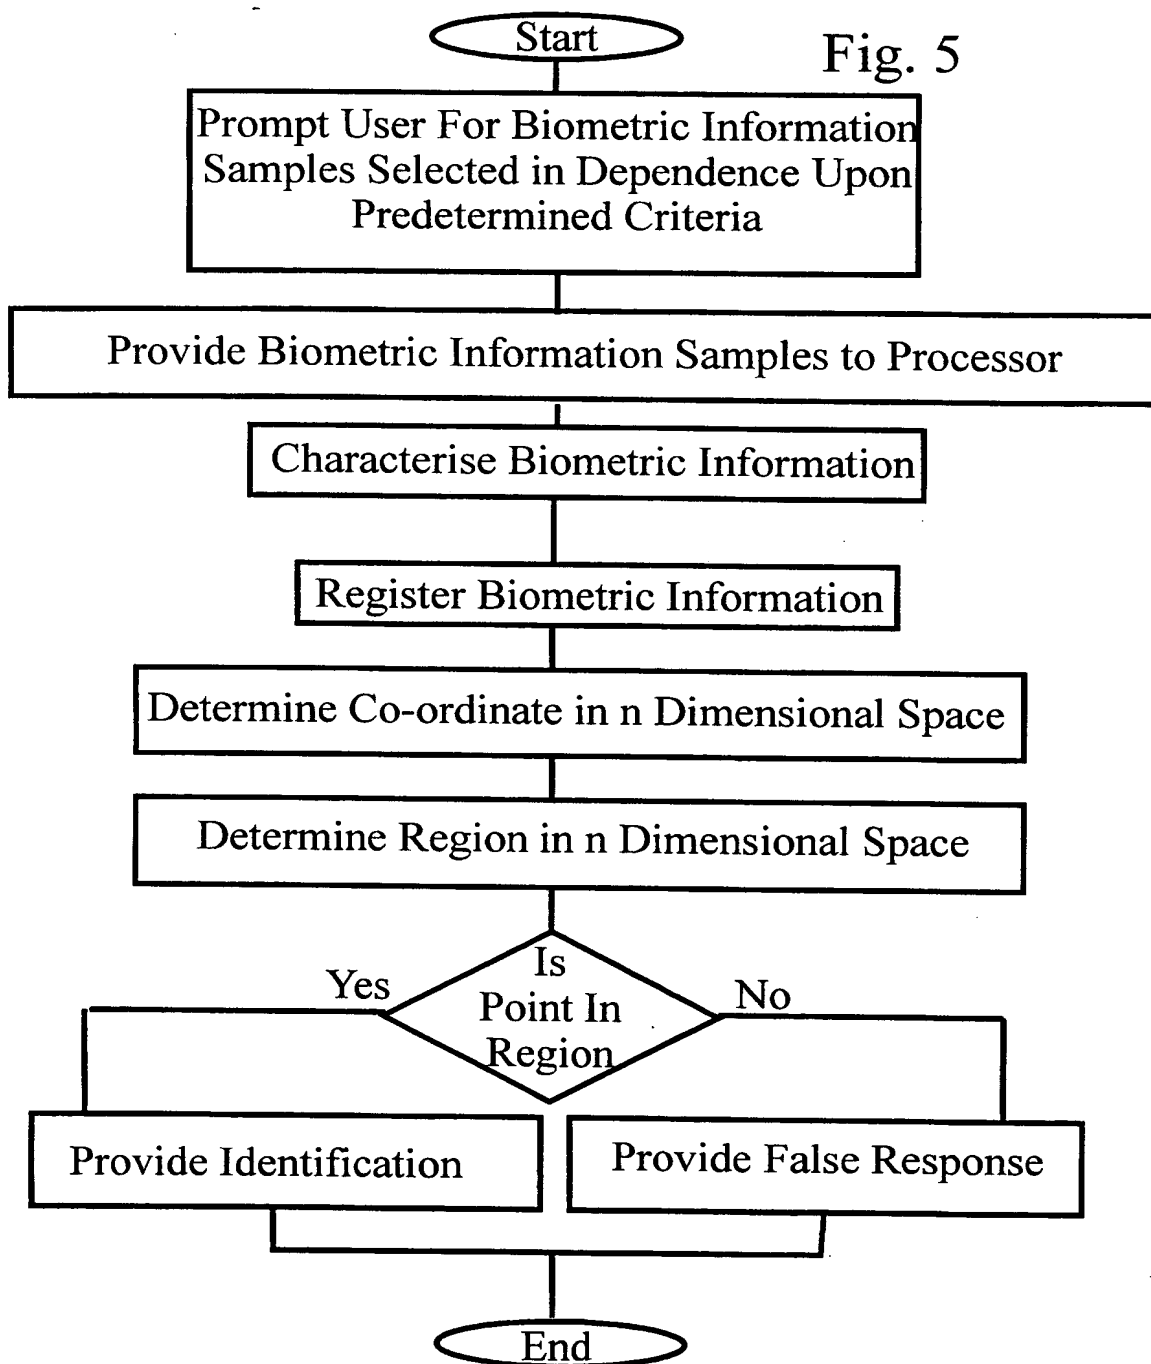 Start
Fig. 5
Prompt User For Biometric Information
Samples Selected in Dependence Upon
Predetermined Criteria
Provide Biometric Information Samples to Processor
Characterise Biometric Information
Register Biometric Information
Determine Co-ordinate in n Dimensional Space
Determine Region in n Dimensional Space
Is
Point In
Region
Yes
No
Provide Identification
Provide False Response
End